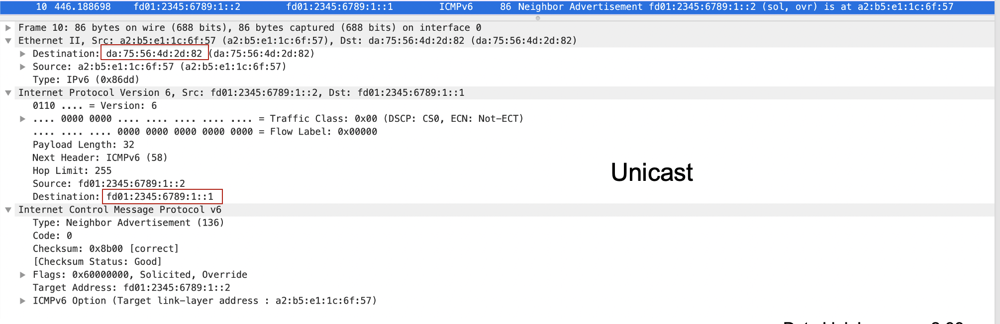 10 446.188698 fd01:2345:6789:1::2 fd01:2345:6789:1::1 ICMPv6 86 Neighbor Advertisement fd01:2345:6789:1::2 (sol, ovr) is at a2:b5:e1:1c:6f:57
Frame 10: 86 bytes on wire (688 bits), 86 bytes captured (688 bits) on interface 0
Ethernet II, Src: a2:b5:e1:1c:6f:57 (a2:b5:e1:1c:6f:57), Dst: da:75:56:4d:2d:82 (da:75:56:4d:2d:82)
Destination: da:75:56:4d:2d:82 (da:75:56:4d:2d:82)
Source: a2:b5:e1:1c:6f:57 (a2:b5:e1:1c:6f:57)
Type: IPv6 (0x86dd)
Internet Protocol Version 6, Src: fd01:2345:6789:1::2, Dst: fd01:2345:6789:1::1
0110 .... = Version: 6
.... 0000 0000 .... .... .... .... .... = Traffic Class: 0x00 (DSCP: CS0, ECN: Not-ECT)
.... .... .... 0000 0000 0000 0000 0000 = Flow Label: 0x00000
Payload Length: 32
Next Header: ICMPv6 (58)
Hop Limit: 255
Source: fd01:2345:6789:1::2
Destination: fd01:2345:6789:1::1
Unicast
Internet Control Message Protocol v6
Type: Neighbor Advertisement (136)
Code: 0
Checksum: 0x8b00 [correct]
[Checksum Status: Good]
Flags: 0x60000000, Solicited, Override
Target Address: fd01:2345:6789:1::2
ICMPv6 Option (Target link-layer address : a2:b5:e1:1c:6f:57)